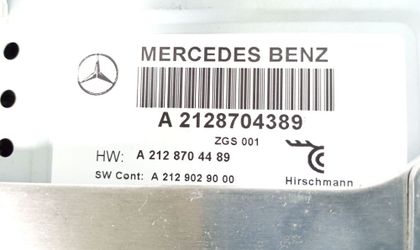 MERCEDES BENZ
A 2128704389
ZGS 001
HW: A 212 870 44 89
SW Cont: A 212 902 90 00
Hirschmann